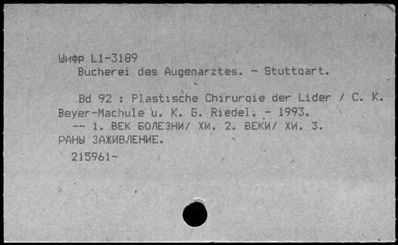 Шифр L1-3189
Bucherei des Augenarztes. - Stuttgart.
Bd 92 : Plastische Chirurgie der Lider / C. K.
Beyer-Machule u. K. G. Riedel. - 1993.
-- 1. ВЕК БОЛЕЗНИ/ ХИ. 2. ВЕКИ/ ХИ. 3.
РАНЫ ЗАЖИВЛЕНИЕ.
215961-